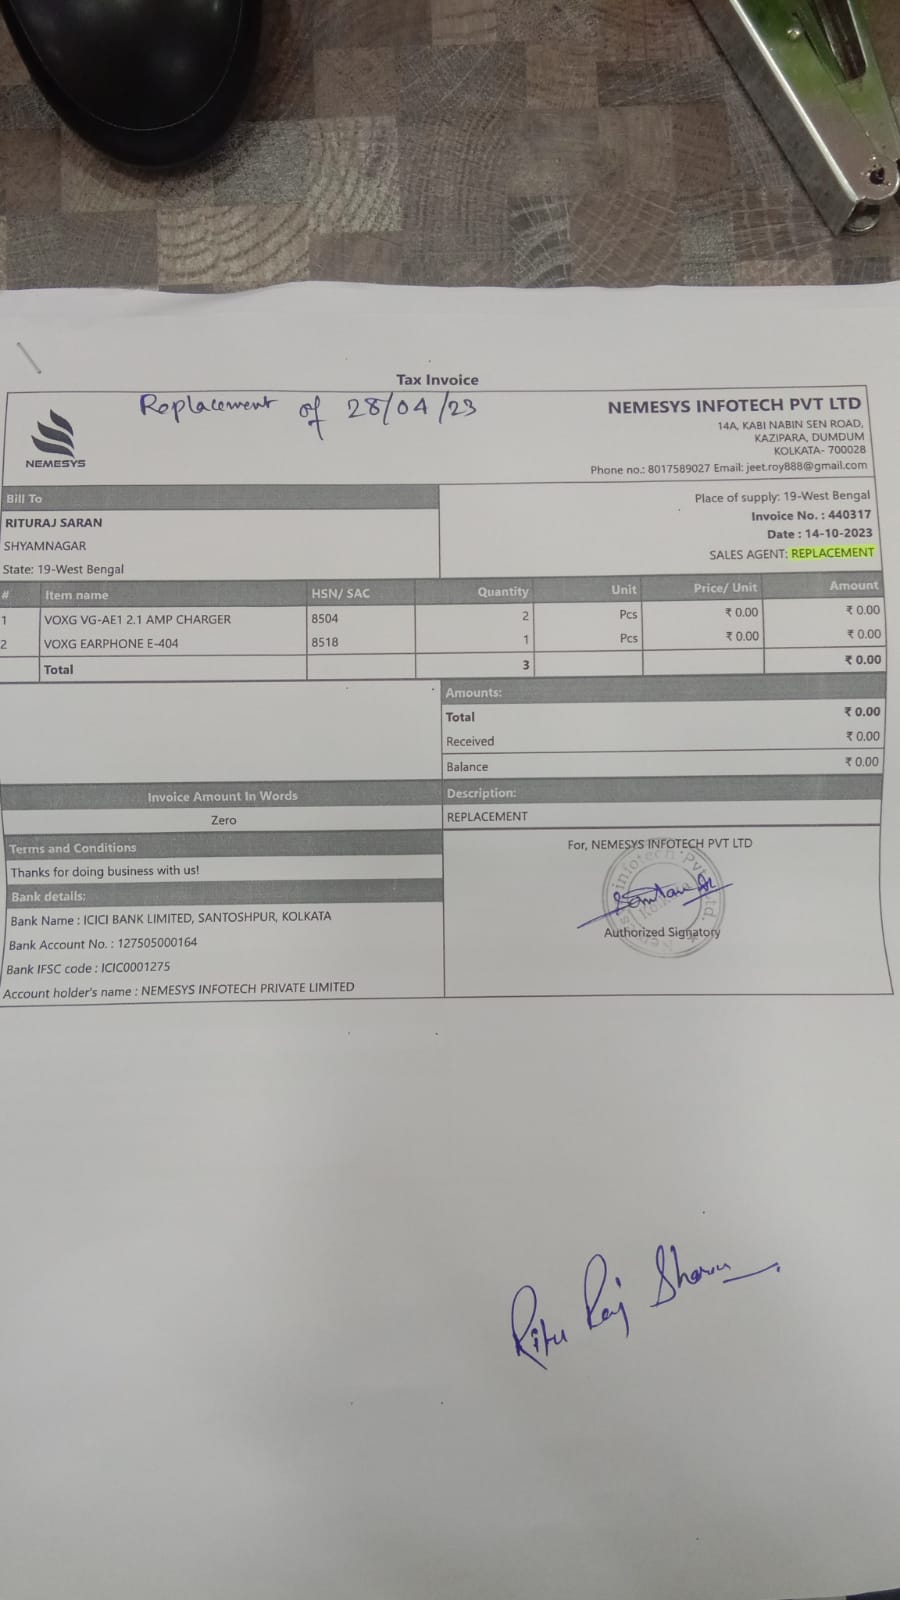 Tax Invoice
Replacement of 28/04/23
NEMESYS
NEMESYS INFOTECH PVT LTD
14A, KABI NABIN SEN ROAD,
KAZIPARA, DUMDUM
KOLKATA- 700028
Phone no.: 8017589027 Email: jeet.roy888@gmail.com
Bill To
RITURAJ SARAN
SHYAMNAGAR
State: 19-West Bengal
Place of supply: 19-West Bengal
Invoice No. : 440317
Date : 14-10-2023
SALES AGENT: REPLACEMENT
# Item name HSN/ SAC Quantity Unit Price/ Unit Amount
1 VOXG VG-AE1 2.1 AMP CHARGER 8504 2 Pcs ₹ 0.00 ₹ 0.00
2 VOXG EARPHONE E-404 8518 1 Pcs ₹ 0.00 ₹ 0.00
Total 3 ₹ 0.00
Amounts:
Total ₹ 0.00
Received ₹ 0.00
Balance ₹ 0.00
Invoice Amount In Words
Zero
Description:
REPLACEMENT
Terms and Conditions
Thanks for doing business with us!
Bank details:
Bank Name : ICICI BANK LIMITED, SANTOSHPUR, KOLKATA
Bank Account No. : 127505000164
Bank IFSC code : ICIC0001275
Account holder's name : NEMESYS INFOTECH PRIVATE LIMITED
For, NEMESYS INFOTECH PVT LTD
Infotech Pvt. Ltd.
Authorized Signatory
Ritu Raj Sharan